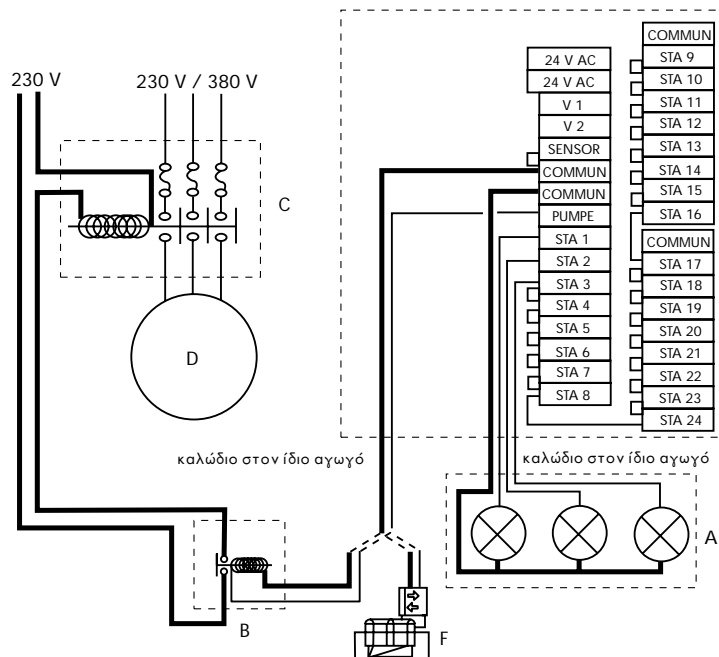 230 V
230 V / 380 V
C
D
24 V AC
24 V AC
V 1
V 2
SENSOR
COMMUN
COMMUN
PUMPE
STA 1
STA 2
STA 3
STA 4
STA 5
STA 6
STA 7
STA 8
COMMUN
STA 9
STA 10
STA 11
STA 12
STA 13
STA 14
STA 15
STA 16
COMMUN
STA 17
STA 18
STA 19
STA 20
STA 21
STA 22
STA 23
STA 24
καλώδιο στον ίδιο αγωγό
καλώδιο στον ίδιο αγωγό
A
B
F